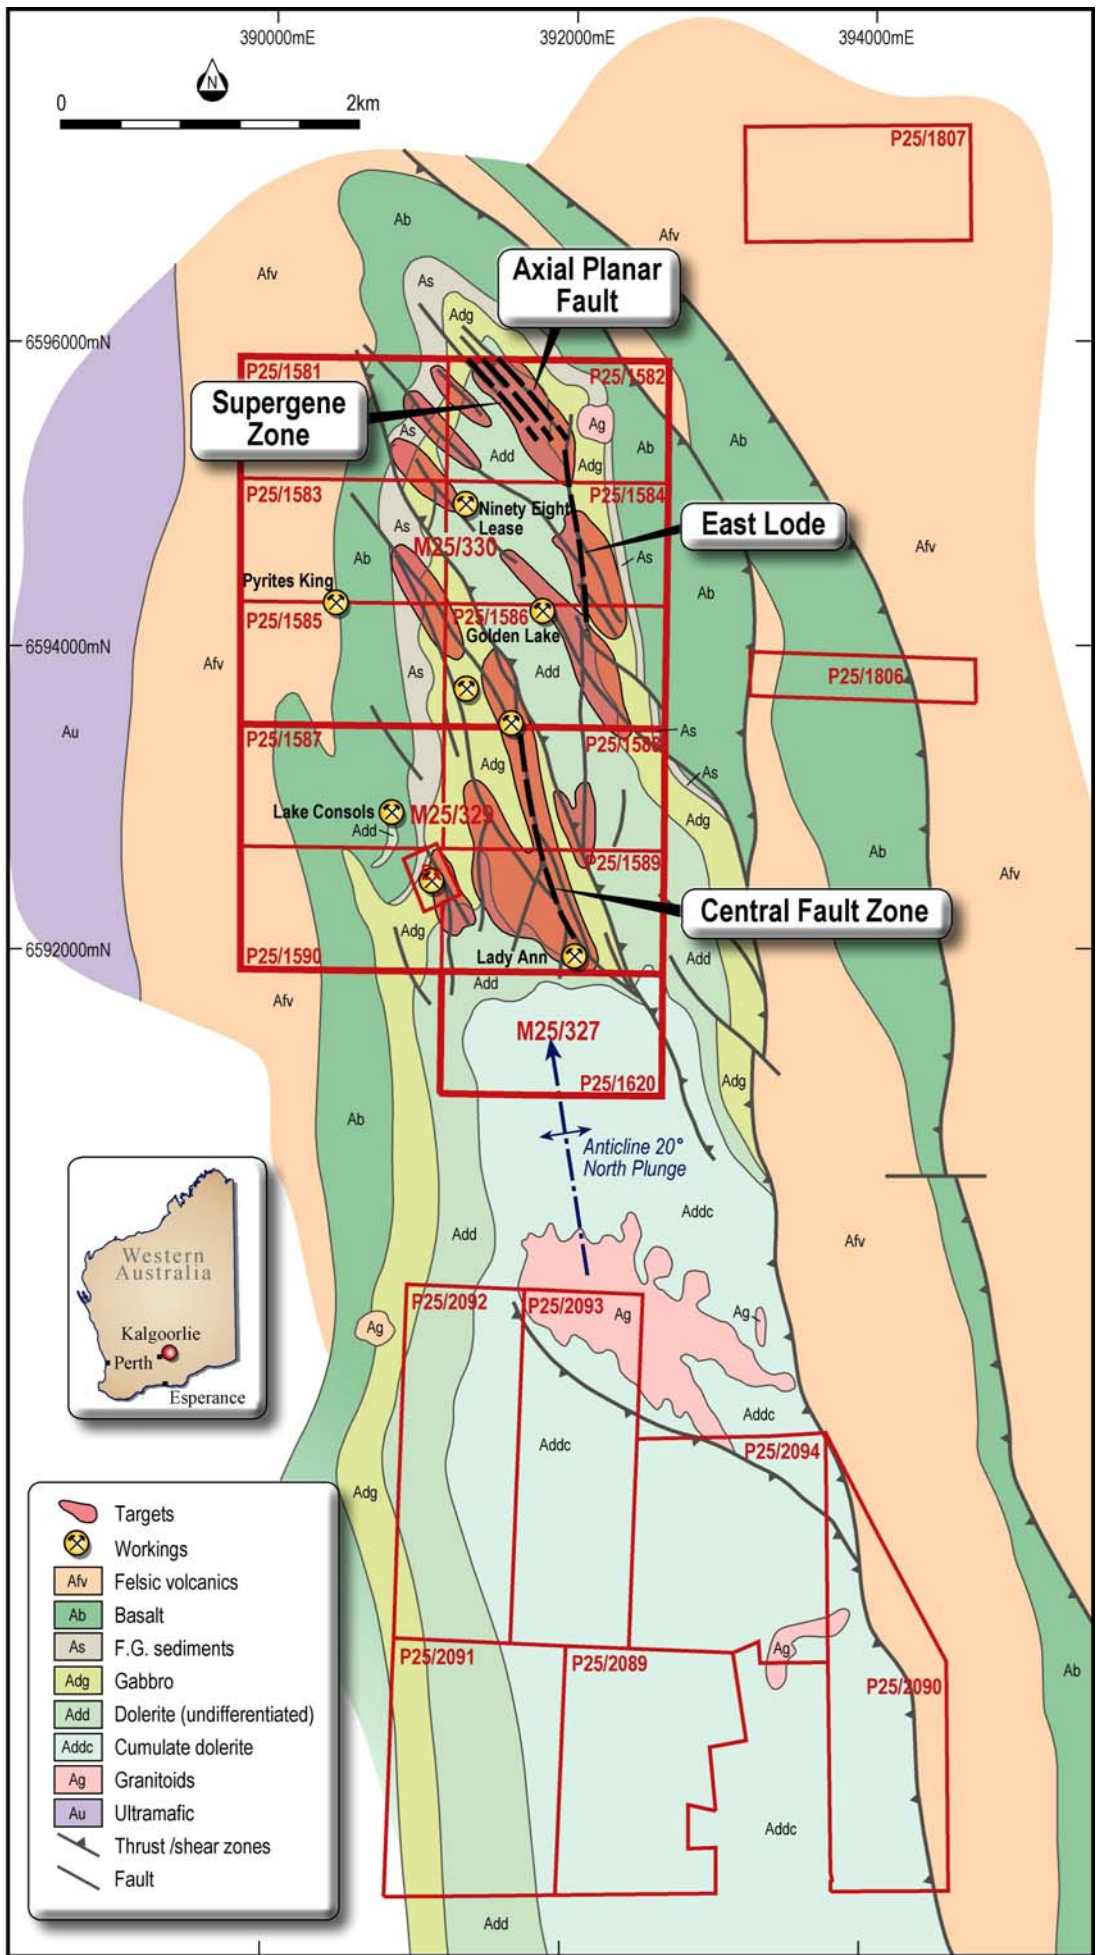 390000mE
392000mE
394000mE
N
0
2km
P25/1807
Ab
Afv
Afv
Axial Planar
Fault
As
Adg
6596000mN
P25/1581
P25/1582
Supergene
Zone
Ag
As
Ab
Ab
Add
Adg
P25/1583
P25/1584
Ninety Eight
Lease
As
East Lode
M25/330
Afv
Ab
As
Pyrites King
Ab
P25/1585
P25/1586
Golden Lake
6594000mN
Afv
As
Add
P25/1806
Au
As
P25/1587
P25/1588
Adg
As
Lake Consols
M25/329
Add
Adg
Ab
P25/1589
Afv
Central Fault Zone
Adg
6592000mN
P25/1590
Lady Ann
Add
Add
Afv
M25/327
P25/1620
Adg
Ab
Anticline 20°
North Plunge
Addc
Add
Afv
Western
Australia
Kalgoorlie
Perth
Esperance
P25/2092
P25/2093
Ag
Ag
Ag
Addc
Addc
P25/2094
Adg
Targets
Workings
Afv
Felsic volcanics
Ab
Basalt
As
F.G. sediments
Adg
Gabbro
Add
Dolerite (undifferentiated)
Addc
Cumulate dolerite
Ag
Granitoids
Au
Ultramafic
Thrust /shear zones
Fault
P25/2091
P25/2089
Ag
P25/2090
Ab
Addc
Add